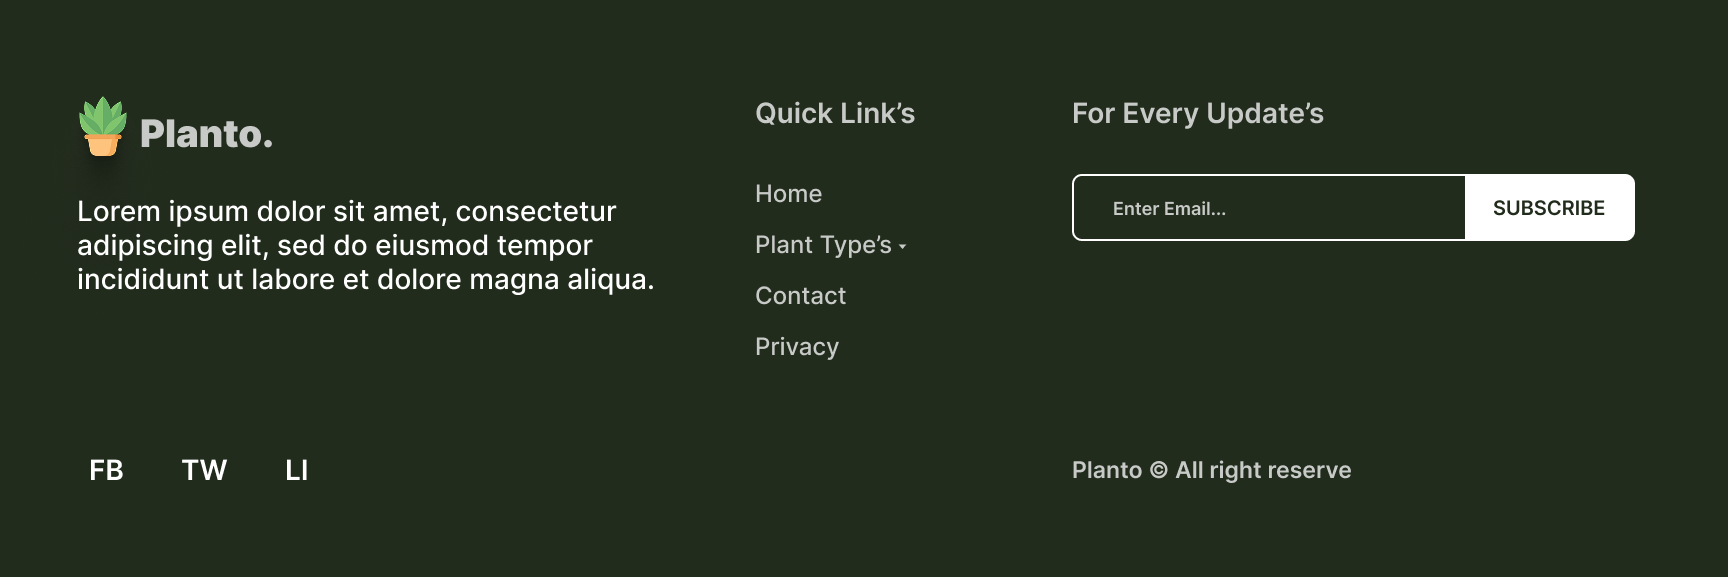 Planto.
Lorem ipsum dolor sit amet, consectetur
adipiscing elit, sed do eiusmod tempor
incididunt ut labore et dolore magna aliqua.
Quick Link’s
Home
Plant Type’s
Contact
Privacy
For Every Update’s
Enter Email...
SUBSCRIBE
FB TW LI
Planto © All right reserve